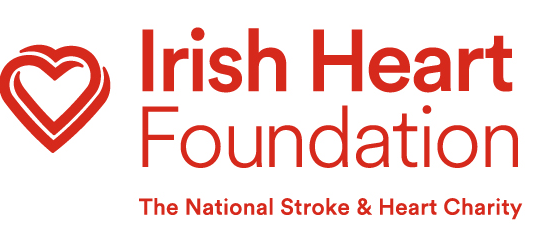 Irish Heart
Foundation
The National Stroke & Heart Charity